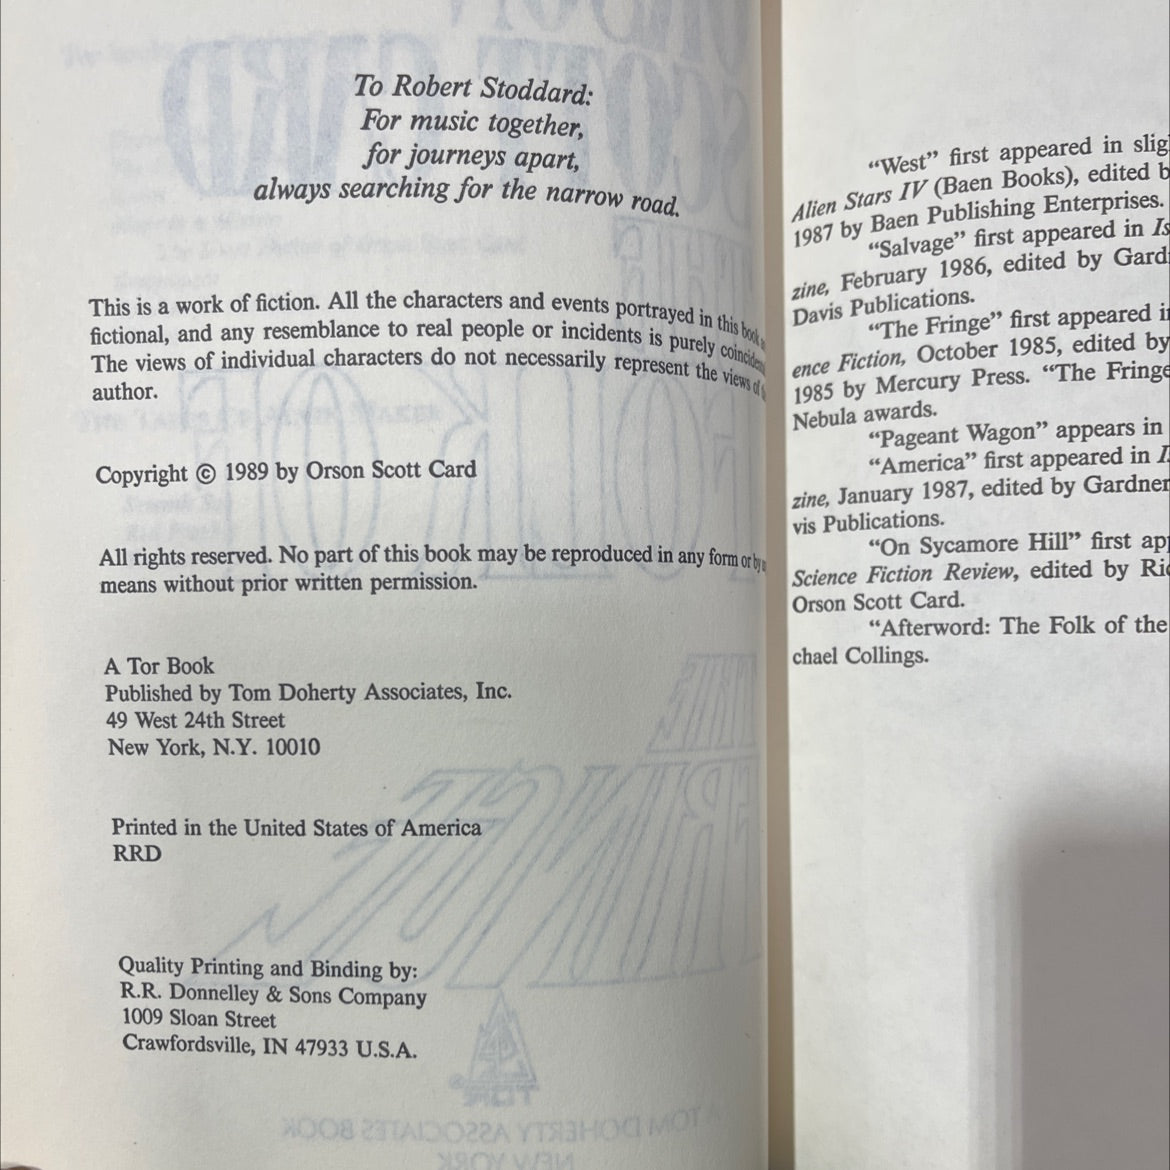 To Robert Stoddard:
For music together,
for journeys apart,
always searching for the narrow road.
This is a work of fiction. All the characters and events portrayed in this book
fictional, and any resemblance to real people or incidents is purely
The views of individual characters do not necessarily represent the views of
author.
Copyright © 1989 by Orson Scott Card
All rights reserved. No part of this book may be reproduced in any form or by
means without prior written permission.
A Tor Book
Published by Tom Doherty Associates, Inc.
49 West 24th Street
New York, N.Y. 10010
Printed in the United States of America
RRD
Quality Printing and Binding by:
R.R. Donnelley & Sons Company
1009 Sloan Street
Crawfordsville, IN 47933 U.S.A.
“West” first appeared in
Alien Stars IV (Baen Books), edited
1987 by Baen Publishing Enterprises.
“Salvage” first appeared in
zine, February 1986, edited by
Davis Publications.
“The Fringe” first appeared
ence Fiction, October 1985, edited by
1985 by Mercury Press. “The Fringe
Nebula awards.
“Pageant Wagon” appears in
“America” first appeared in
zine, January 1987, edited by Gardner
vis Publications.
“On Sycamore Hill” first
Science Fiction Review, edited by
Orson Scott Card.
“Afterword: The Folk of the
chael Collings.